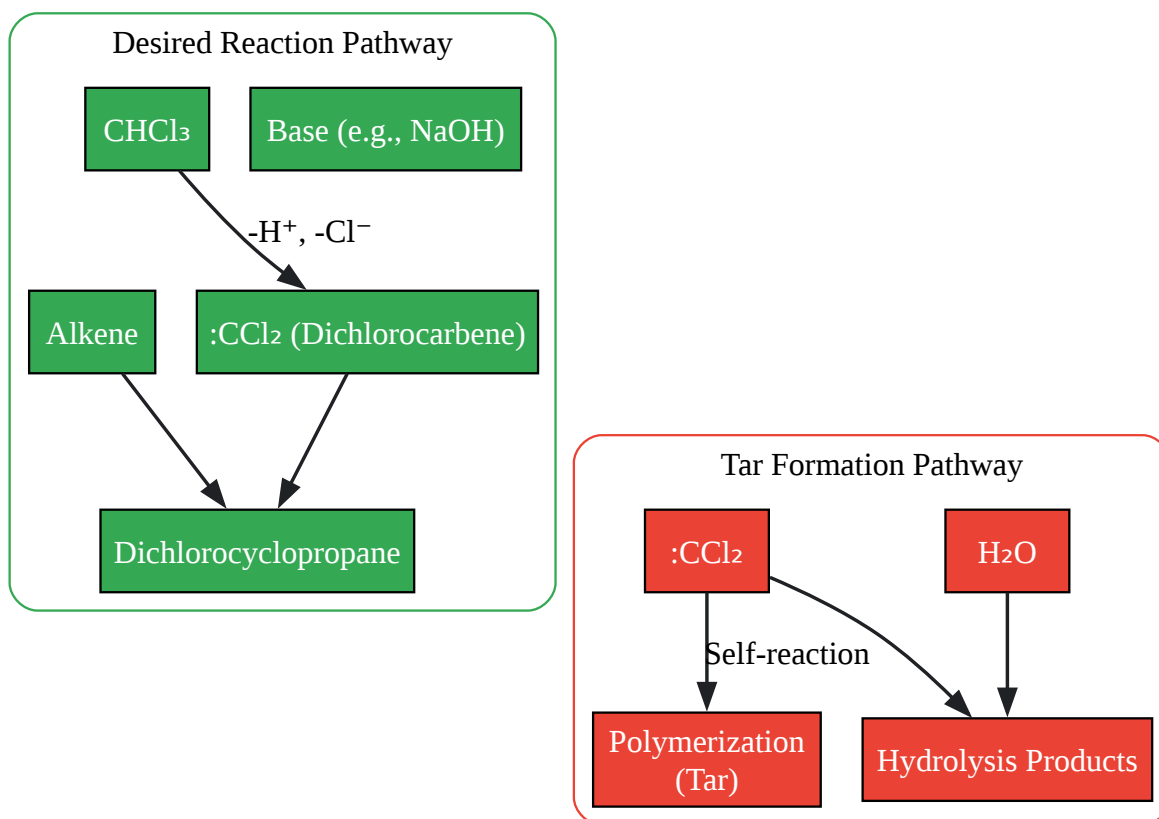 Desired Reaction Pathway
CHCl₃
Base (e.g., NaOH)
-H⁺, -Cl⁻
Alkene
:CCl₂ (Dichlorocarbene)
Dichlorocyclopropane
Tar Formation Pathway
:CCl₂
H₂O
Self-reaction
Polymerization
(Tar)
Hydrolysis Products